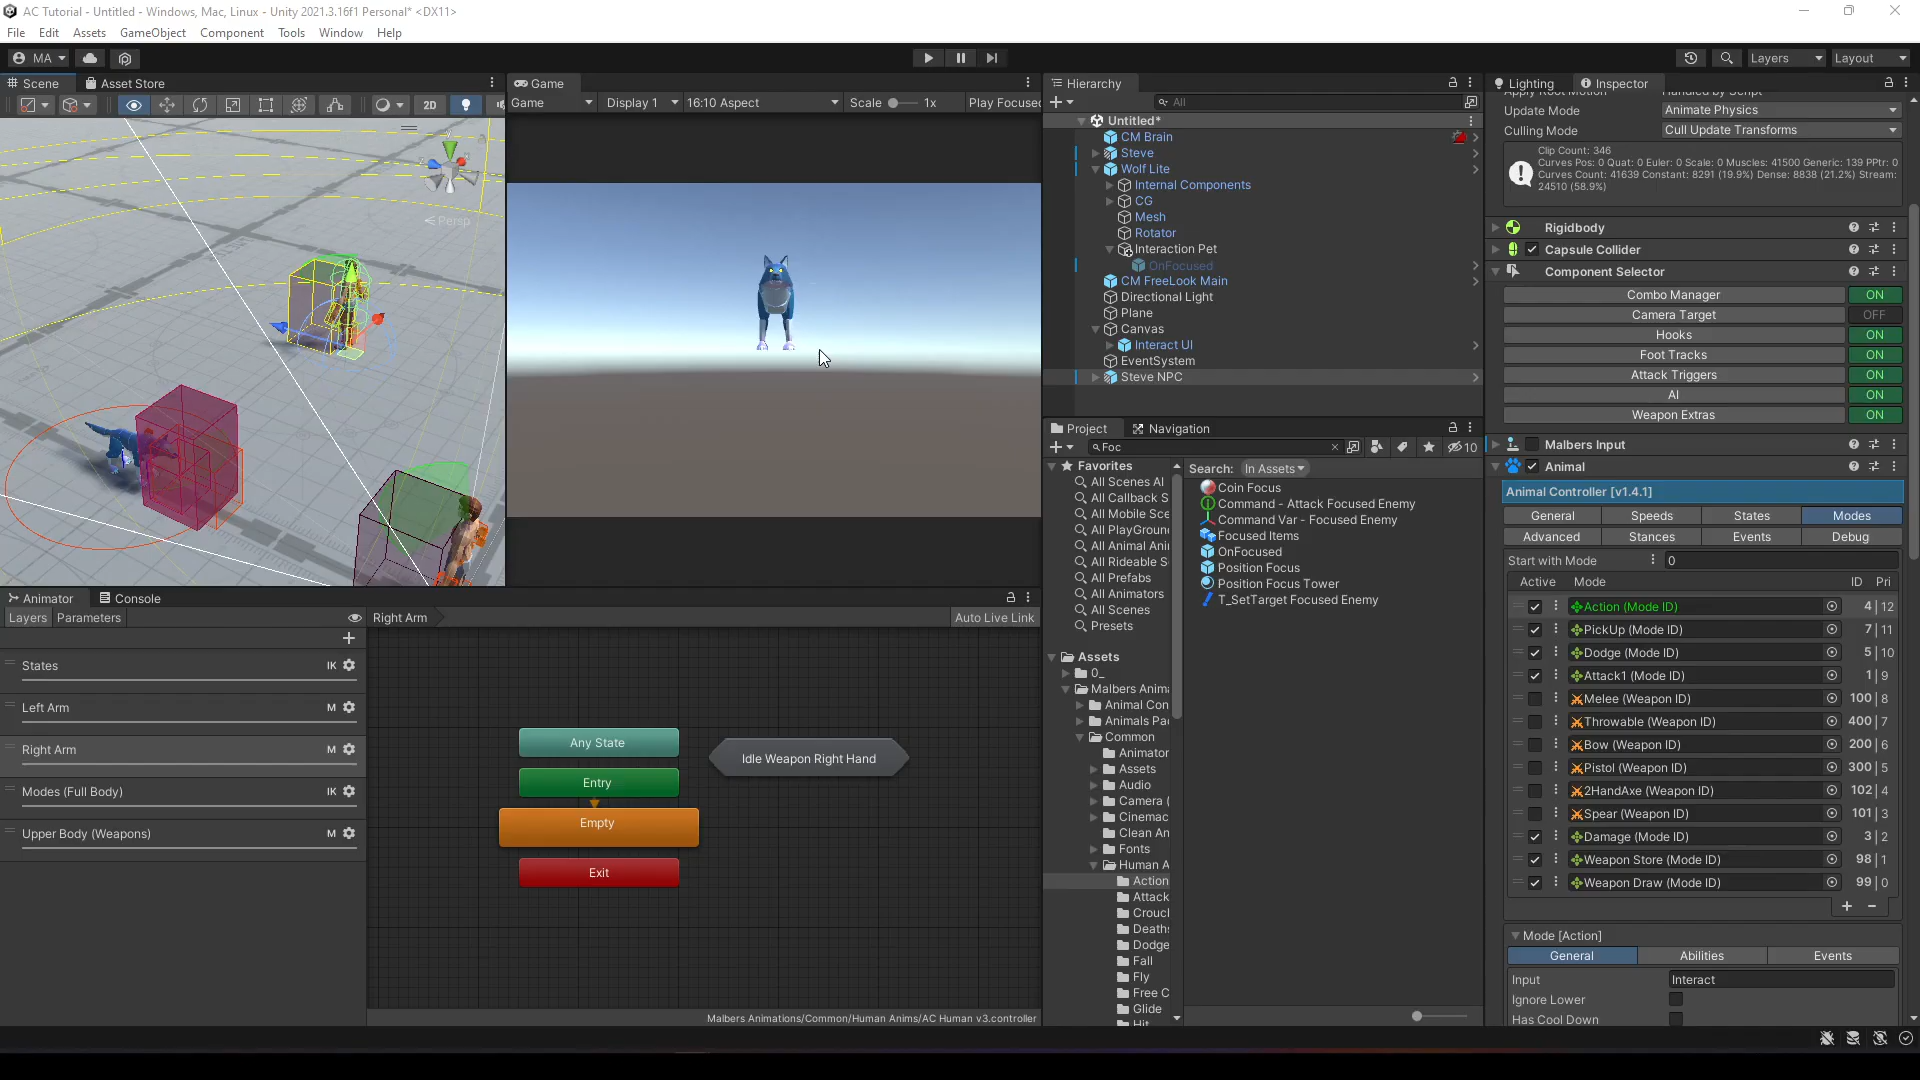 AC Tutorial - Untitled - Windows, Mac, Linux - Unity 2021.3.16f1 Personal* <DX11>
File Edit Assets GameObject Component Tools Window Help
MA
Layers
Layout
Scene
Asset Store
2D
Persp
Game
Game
Display 1
16:10 Aspect
Scale
1x
Play Focused
Hierarchy
All
Untitled*
CM Brain
Steve
Wolf Lite
Internal Components
CG
Mesh
Rotator
Interaction Pet
OnFocused
CM FreeLook Main
Directional Light
Plane
Canvas
Interact UI
EventSystem
Steve NPC
Lighting
Inspector
Apply Root Motion Handled by Script
Update Mode Animate Physics
Culling Mode Cull Update Transforms
Clip Count: 346
Curves Pos: 0 Quat: 0 Euler: 0 Scale: 0 Muscles: 41500 Generic: 139 PPtr: 0
Curves Count: 41639 Constant: 8291 (19.9%) Dense: 8838 (21.2%) Stream:
24510 (58.9%)
Rigidbody
Capsule Collider
Component Selector
Combo Manager ON
Camera Target OFF
Hooks ON
Foot Tracks ON
Attack Triggers ON
AI ON
Weapon Extras ON
Malbers Input
Animal
Animal Controller [v1.4.1]
General Speeds States Modes
Advanced Stances Events Debug
Start with Mode 0
Active Mode ID Pri
Action (Mode ID) 4 | 12
PickUp (Mode ID) 7 | 11
Dodge (Mode ID) 5 | 10
Attack1 (Mode ID) 1 | 9
Melee (Weapon ID) 100 | 8
Throwable (Weapon ID) 400 | 7
Bow (Weapon ID) 200 | 6
Pistol (Weapon ID) 300 | 5
2HandAxe (Weapon ID) 102 | 4
Spear (Weapon ID) 101 | 3
Damage (Mode ID) 3 | 2
Weapon Store (Mode ID) 98 | 1
Weapon Draw (Mode ID) 99 | 0
+ −
Mode [Action]
General Abilities Events
Input Interact
Ignore Lower
Has Cool Down
Project
Navigation
Foc
10
Favorites
All Scenes Al
All Callback S
All Mobile Sce
All PlayGroun
All Animal Ani
All Rideable S
All Prefabs
All Animators
All Scenes
Presets
Assets
0_
Malbers Anim
Animal Con
Animals Pa
Common
Animator
Assets
Audio
Camera (
Cinemac
Clean An
Fonts
Human A
Action
Attack
Crouch
Deaths
Dodge
Fall
Fly
Free C
Glide
Hit
Search: In Assets
Coin Focus
Command - Attack Focused Enemy
Command Var - Focused Enemy
Focused Items
OnFocused
Position Focus
Position Focus Tower
T_SetTarget Focused Enemy
Animator
Console
Layers Parameters
Right Arm
Auto Live Link
States IK
Left Arm M
Right Arm M
Modes (Full Body) IK
Upper Body (Weapons) M
Any State
Idle Weapon Right Hand
Entry
Empty
Exit
Malbers Animations/Common/Human Anims/AC Human v3.controller